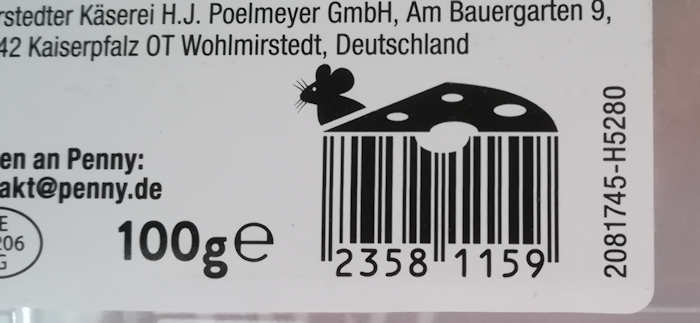 rstedter Käserei H.J. Poelmeyer GmbH, Am Bauergarten 9,
42 Kaiserpfalz OT Wohlmirstedt, Deutschland
en an Penny:
akt@penny.de
E
206
G
100g e
2358 1159
2081745-H5280